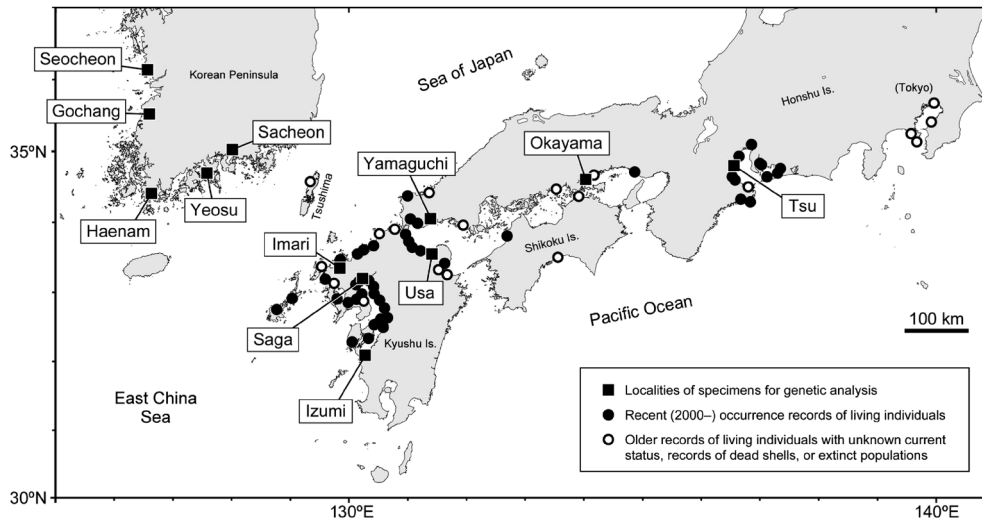 Seocheon
Korean Peninsula
Sea of Japan
Honshu Is.
(Tokyo)
Gochang
Sacheon
Okayama
35ºN
Yamaguchi
Tsushima
Yeosu
Tsu
Haenam
Imari
Shikoku Is.
Usa
Pacific Ocean
100 km
Saga
Kyushu Is.
East China
Sea
Izumi
Localities of specimens for genetic analysis
Recent (2000–) occurrence records of living individuals
Older records of living individuals with unknown current
status, records of dead shells, or extinct populations
30ºN
130ºE
140ºE